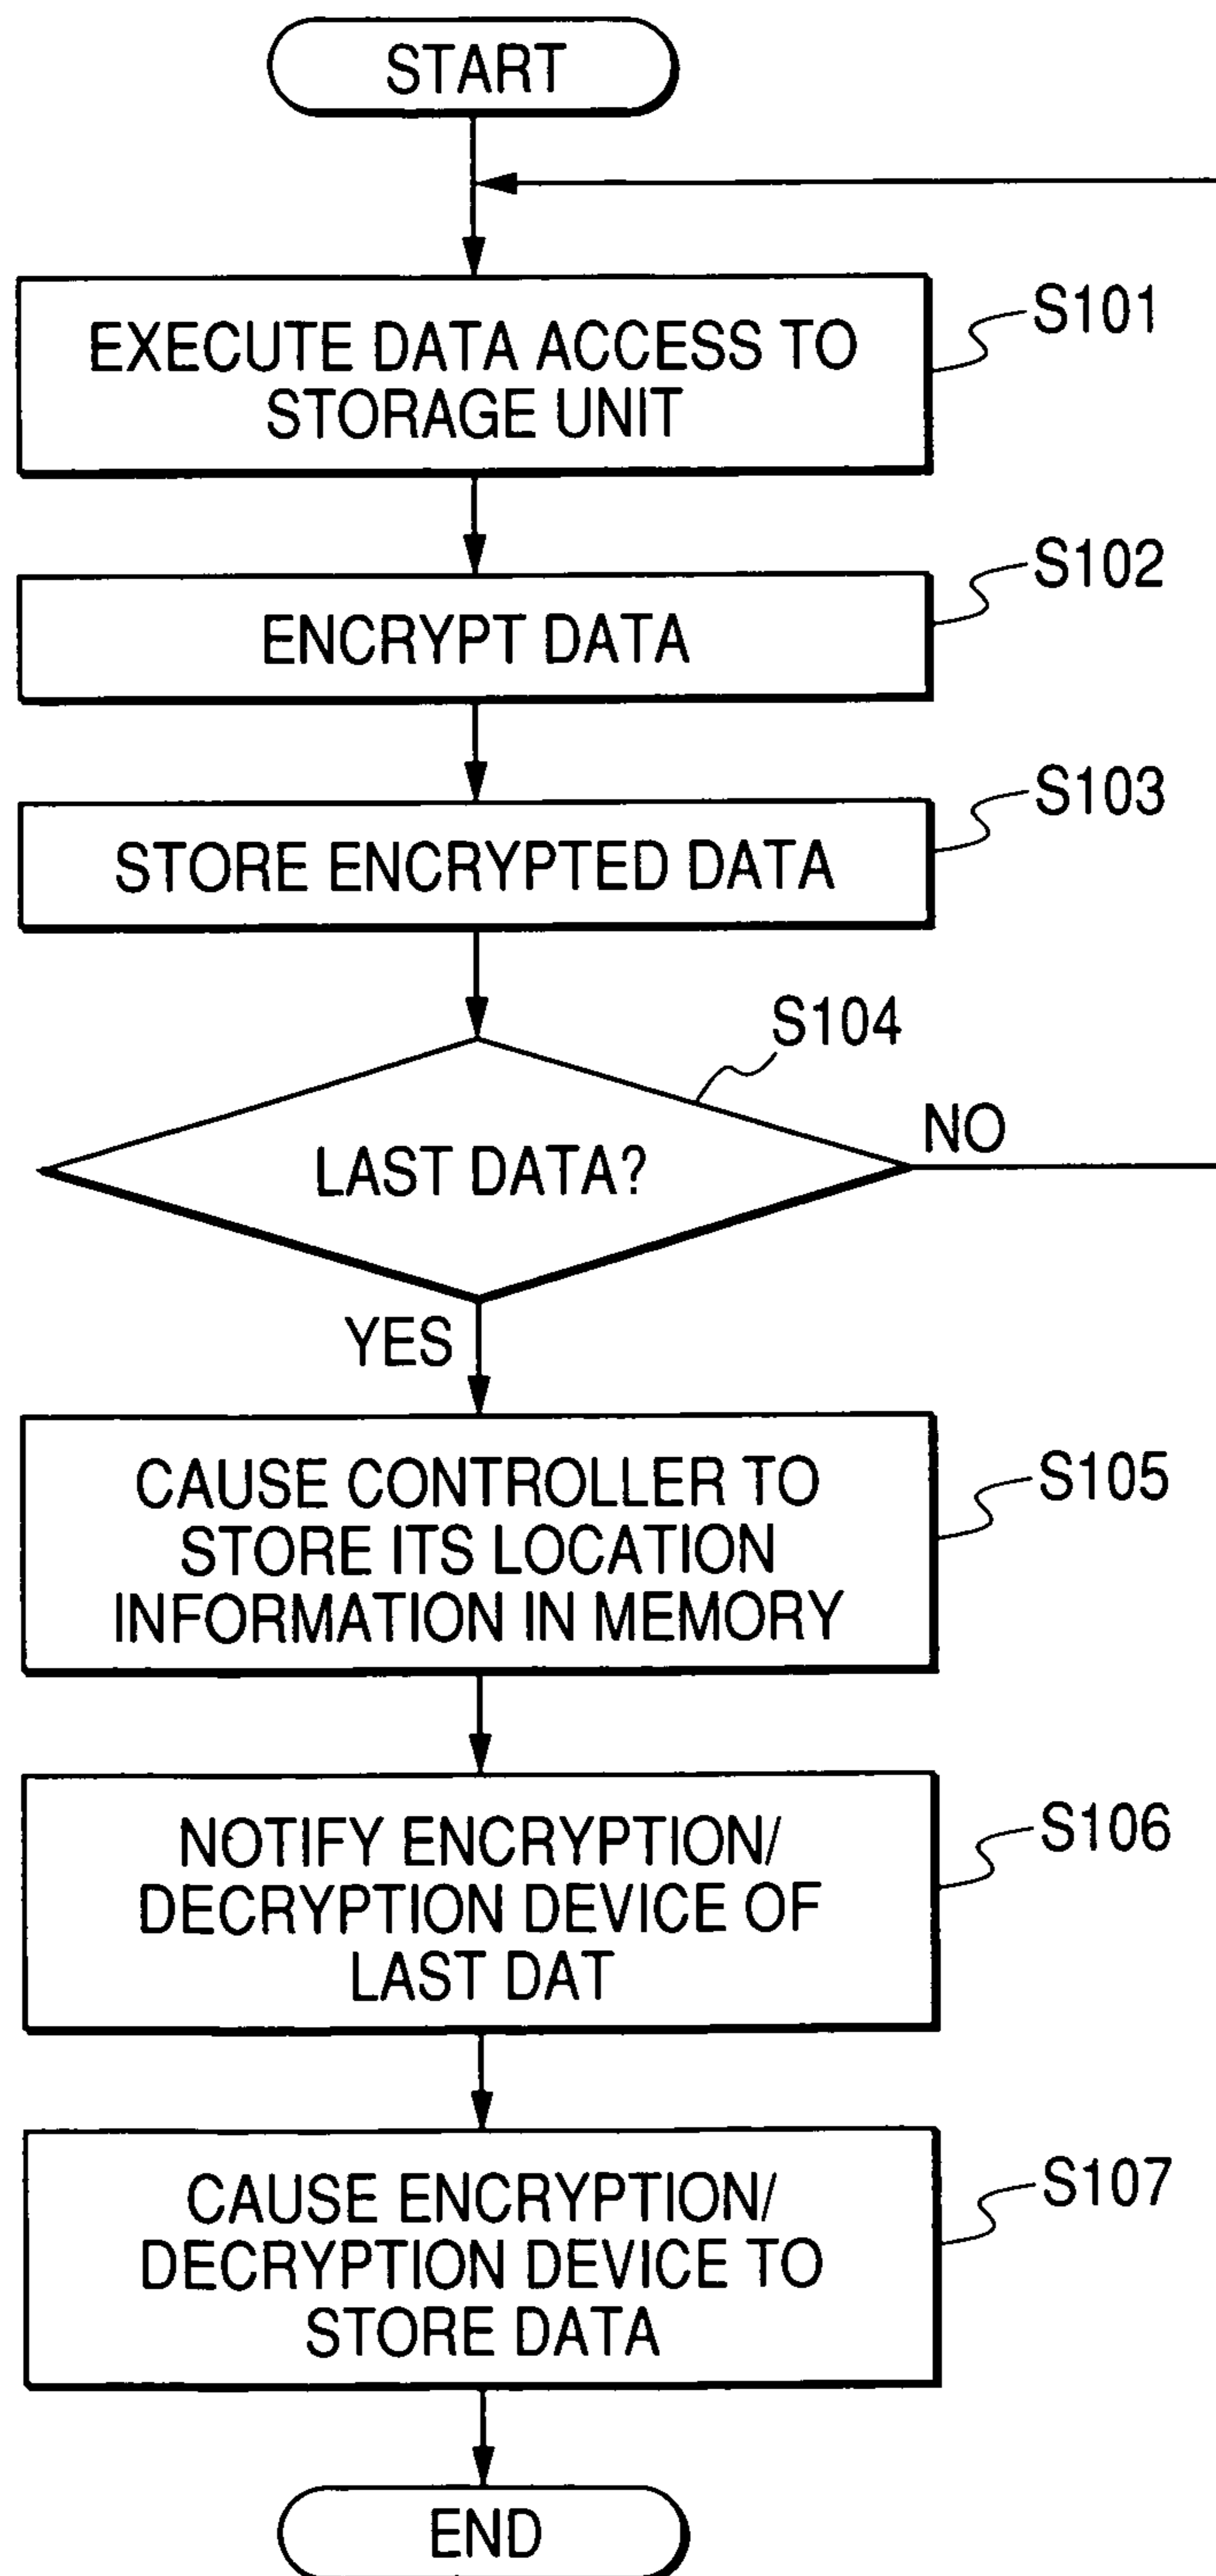 START
EXECUTE DATA ACCESS TO
STORAGE UNIT
S101
ENCRYPT DATA
S102
STORE ENCRYPTED DATA
S103
S104
LAST DATA?
NO
YES
CAUSE CONTROLLER TO
STORE ITS LOCATION
INFORMATION IN MEMORY
S105
NOTIFY ENCRYPTION/
DECRYPTION DEVICE OF
LAST DAT
S106
CAUSE ENCRYPTION/
DECRYPTION DEVICE TO
STORE DATA
S107
END